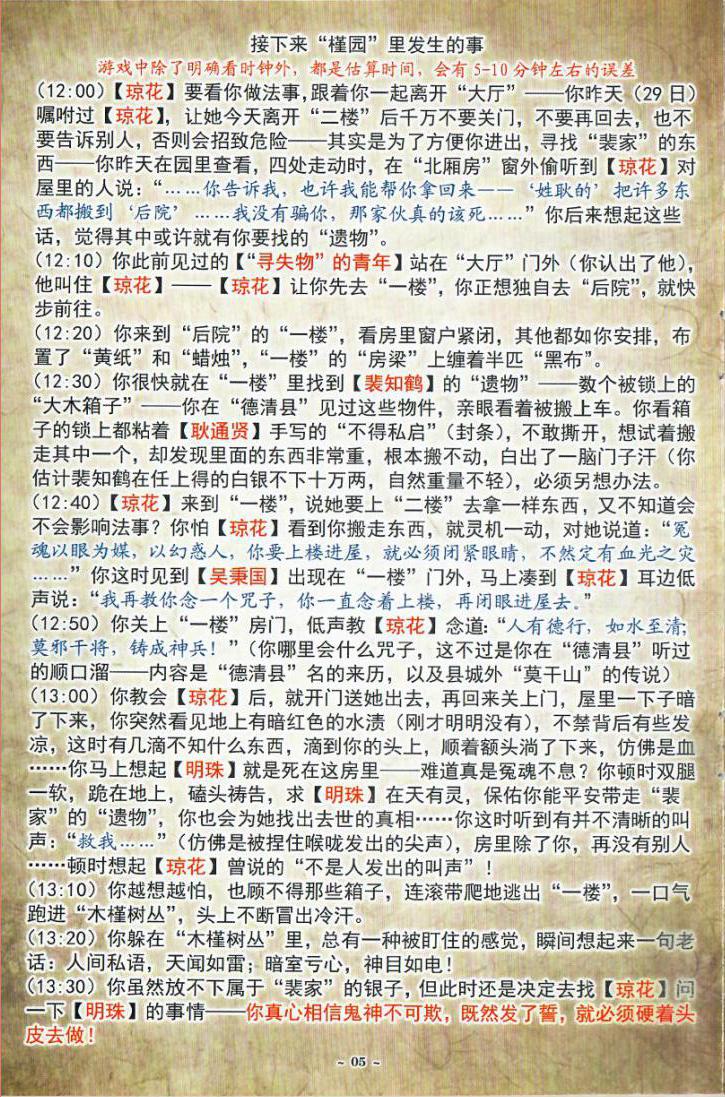 接下来“槿园”里发生的事
游戏中除了明确看时钟外，都是估算时间，会有5-10分钟左右的误差
(12:00)【琼花】要看你做法事，跟着你一起离开“大厅”——你昨天（29日）
嘱咐过【琼花】，让她今天离开“二楼”后千万不要关门，不要再回去，也不
要告诉别人，否则会招致危险——其实是为了方便你进出，寻找“裴家”的东
西——你昨天在园里查看，四处走动时，在“北厢房”窗外偷听到【琼花】对
屋里的人说：“……你告诉我，也许我能帮你拿回来——‘姓耿的’把许多东
西都搬到‘后院’……我没有骗你，那家伙真的该死……”你后来想起这些
话，觉得其中或许就有你要找的“遗物”。
(12:10)你此前见过的【“寻失物”的青年】站在“大厅”门外（你认出了他），
他叫住【琼花】——【琼花】让你先去“一楼”，你正想独自去“后院”，就快
步前往。
(12:20)你来到“后院”的“一楼”，看房里窗户紧闭，其他都如你安排，布
置了“黄纸”和“蜡烛”，“一楼”的“房梁”上缠着半匹“黑布”。
(12:30)你很快就在“一楼”里找到【裴知鹤】的“遗物”——数个被锁上的
“大木箱子”——你在“德清县”见过这些物件，亲眼看着被搬上车。你看箱
子的锁上都粘着【耿通贤】手写的“不得私启”（封条），不敢撕开，想试着搬
走其中一个，却发现里面的东西非常重，根本搬不动，白出了一脑门子汗（你
估计裴知鹤在任上得的白银不下十万两，自然重量不轻），必须另想办法。
(12:40)【琼花】来到“一楼”，说她要上“二楼”去拿一样东西，又不知道会
不会影响法事？你怕【琼花】看到你搬走东西，就灵机一动，对她说道：“冤
魂以眼为媒，以幻惑人，你要上楼进屋，就必须闭紧眼睛，不然定有血光之灾
……”你这时见到【吴秉国】出现在“一楼”门外，马上凑到【琼花】耳边低
声说：“我再教你念一个咒子，你一直念着上楼，再闭眼进屋去。”
(12:50)你关上“一楼”房门，低声教【琼花】念道：“人有德行，如水至清；
莫邪干将，铸成神兵！”（你哪里会什么咒子，这不过是你在“德清县”听过
的顺口溜——内容是“德清县”名的来历，以及县城外“莫干山”的传说）
(13:00)你教会【琼花】后，就开门送她出去，再回来关上门，屋里一下子暗
了下来，你突然看见地上有暗红色的水渍（刚才明明没有），不禁背后有些发
凉，这时有几滴不知什么东西，滴到你的头上，顺着额头淌了下来，仿佛是血
……你马上想起【明珠】就是死在这房里——难道真是冤魂不息？你顿时双腿
一软，跪在地上，磕头祷告，求【明珠】在天有灵，保佑你能平安带走“裴
家”的“遗物”，你也会为她找出去世的真相……你这时听到有并不清晰的叫
声：“救我……”（仿佛是被捏住喉咙发出的尖声），房里除了你，再没有别人
……顿时想起【琼花】曾说的“不是人发出的叫声”！
(13:10)你越想越怕，也顾不得那些箱子，连滚带爬地逃出“一楼”，一口气
跑进“木槿树丛”，头上不断冒出冷汗。
(13:20)你躲在“木槿树丛”里，总有一种被盯住的感觉，瞬间想起来一句老
话：人间私语，天闻如雷；暗室亏心，神目如电！
(13:30)你虽然放不下属于“裴家”的银子，但此时还是决定去找【琼花】问
一下【明珠】的事情——你真心相信鬼神不可欺，既然发了誓，就必须硬着头
皮去做！
~ 05 ~